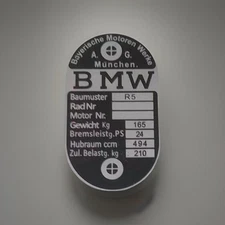 Bayerische Motoren Werke
A. G.
München.
BMW
Baumuster R5
Rad Nr
Motor Nr.
Gewicht Kg 165
Bremsleistg.PS 24
Hubraum ccm 494
Zul. Belastg. kg 210